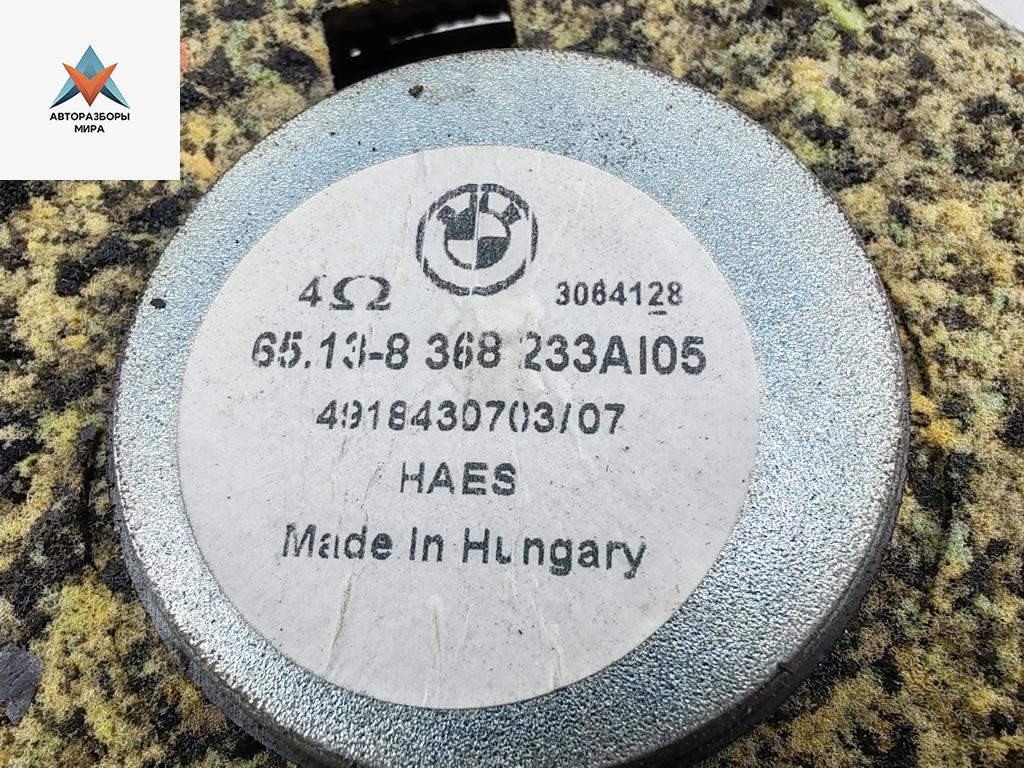 АВТОРАЗБОРЫ
МИРА
4Ω 3064128
65.13-8 368 233AI05
4918430703/07
HAES
Made In Hungary